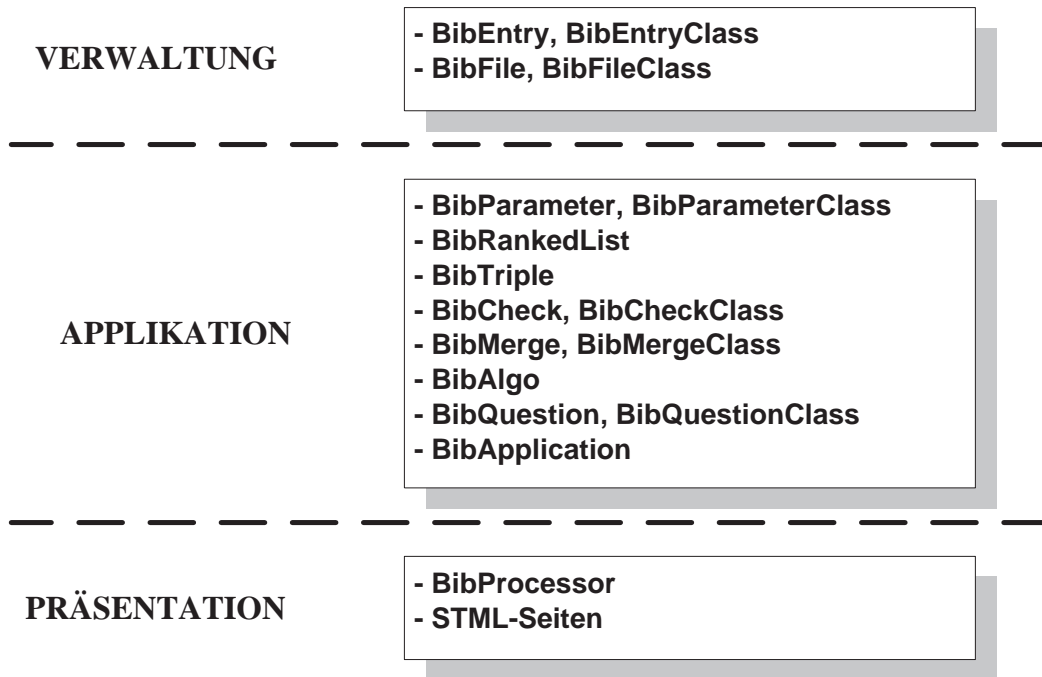 VERWALTUNG
- BibEntry, BibEntryClass
- BibFile, BibFileClass
APPLIKATION
- BibParameter, BibParameterClass
- BibRankedList
- BibTriple
- BibCheck, BibCheckClass
- BibMerge, BibMergeClass
- BibAlgo
- BibQuestion, BibQuestionClass
- BibApplication
PRÄSENTATION
- BibProcessor
- STML-Seiten